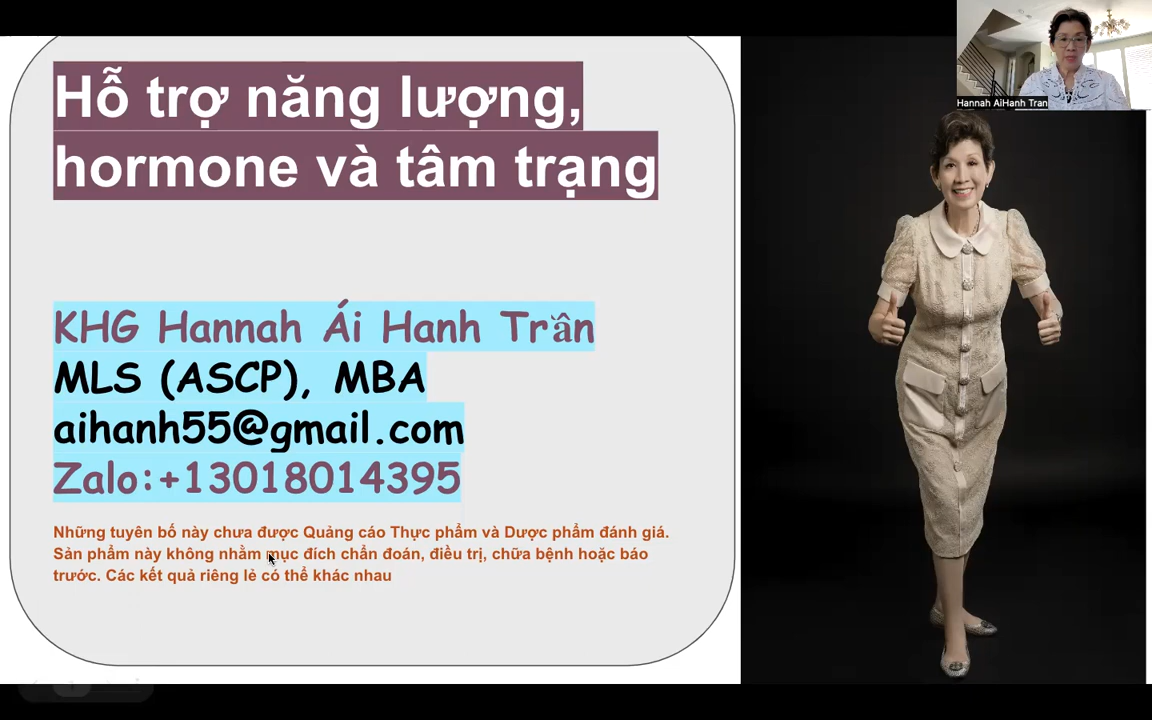 Hỗ trợ năng lượng,
hormone và tâm trạng
KHG Hannah Ái Hanh Trần
MLS (ASCP), MBA
aihanh55@gmail.com
Zalo:+13018014395
Những tuyên bố này chưa được Quảng cáo Thực phẩm và Dược phẩm đánh giá.
Sản phẩm này không nhằm mục đích chẩn đoán, điều trị, chữa bệnh hoặc báo
trước. Các kết quả riêng lẻ có thể khác nhau
Hannah AiHanh Tran